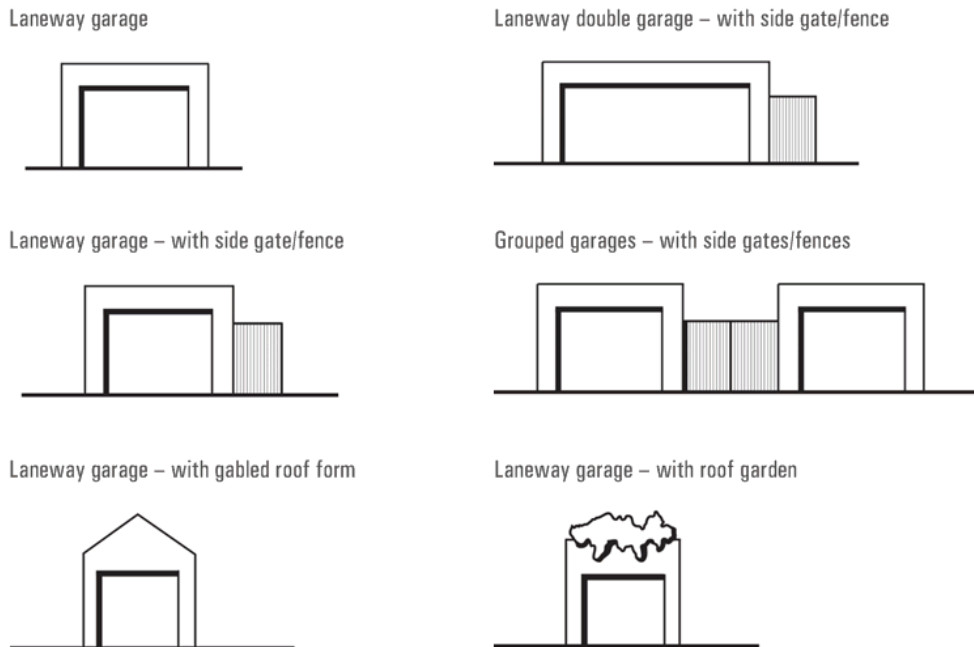 Laneway garage
Laneway double garage – with side gate/fence
Laneway garage – with side gate/fence
Grouped garages – with side gates/fences
Laneway garage – with gabled roof form
Laneway garage – with roof garden